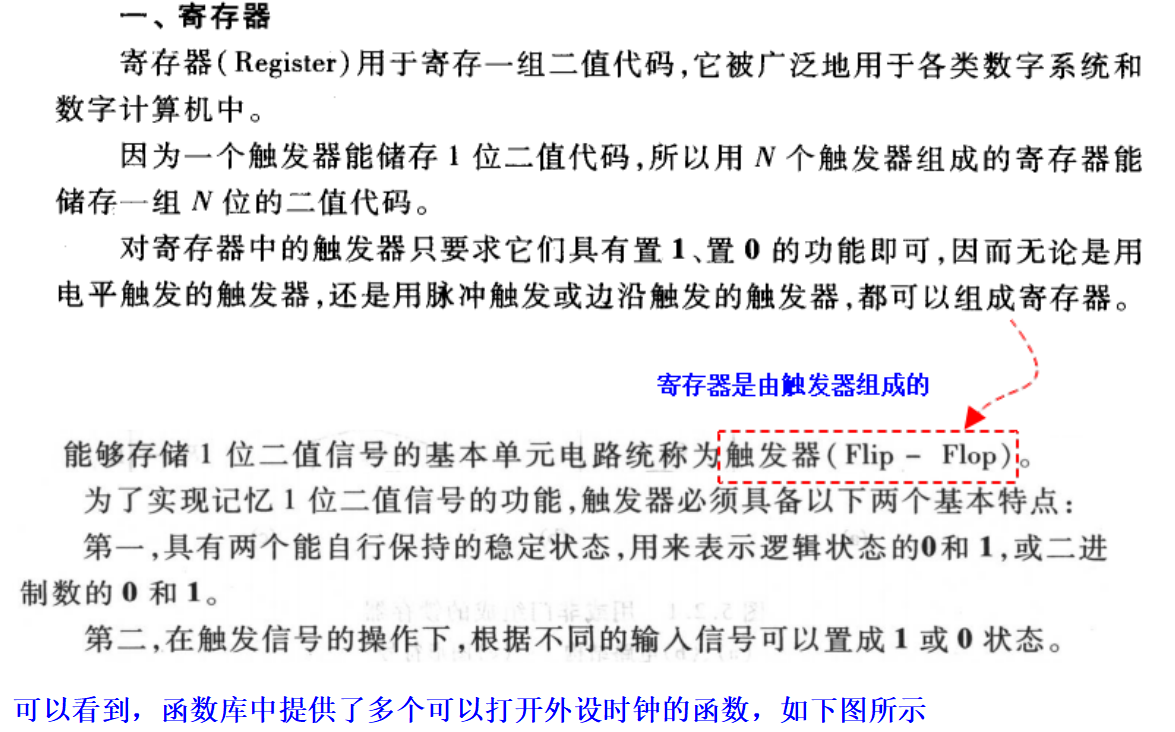 一、寄存器
寄存器(Register)用于寄存一组二值代码,它被广泛地用于各类数字系统和
数字计算机中。
因为一个触发器能储存 1 位二值代码,所以用 N 个触发器组成的寄存器能
储存一组 N 位的二值代码。
对寄存器中的触发器只要求它们具有置 1、置 0 的功能即可,因而无论是用
电平触发的触发器,还是用脉冲触发或边沿触发的触发器,都可以组成寄存器。
寄存器是由触发器组成的
能够存储 1 位二值信号的基本单元电路统称为触发器(Flip - Flop)。
为了实现记忆 1 位二值信号的功能,触发器必须具备以下两个基本特点:
第一,具有两个能自行保持的稳定状态,用来表示逻辑状态的0和 1,或二进
制数的 0 和 1。
第二,在触发信号的操作下,根据不同的输入信号可以置成 1 或 0 状态。
可以看到，函数库中提供了多个可以打开外设时钟的函数，如下图所示